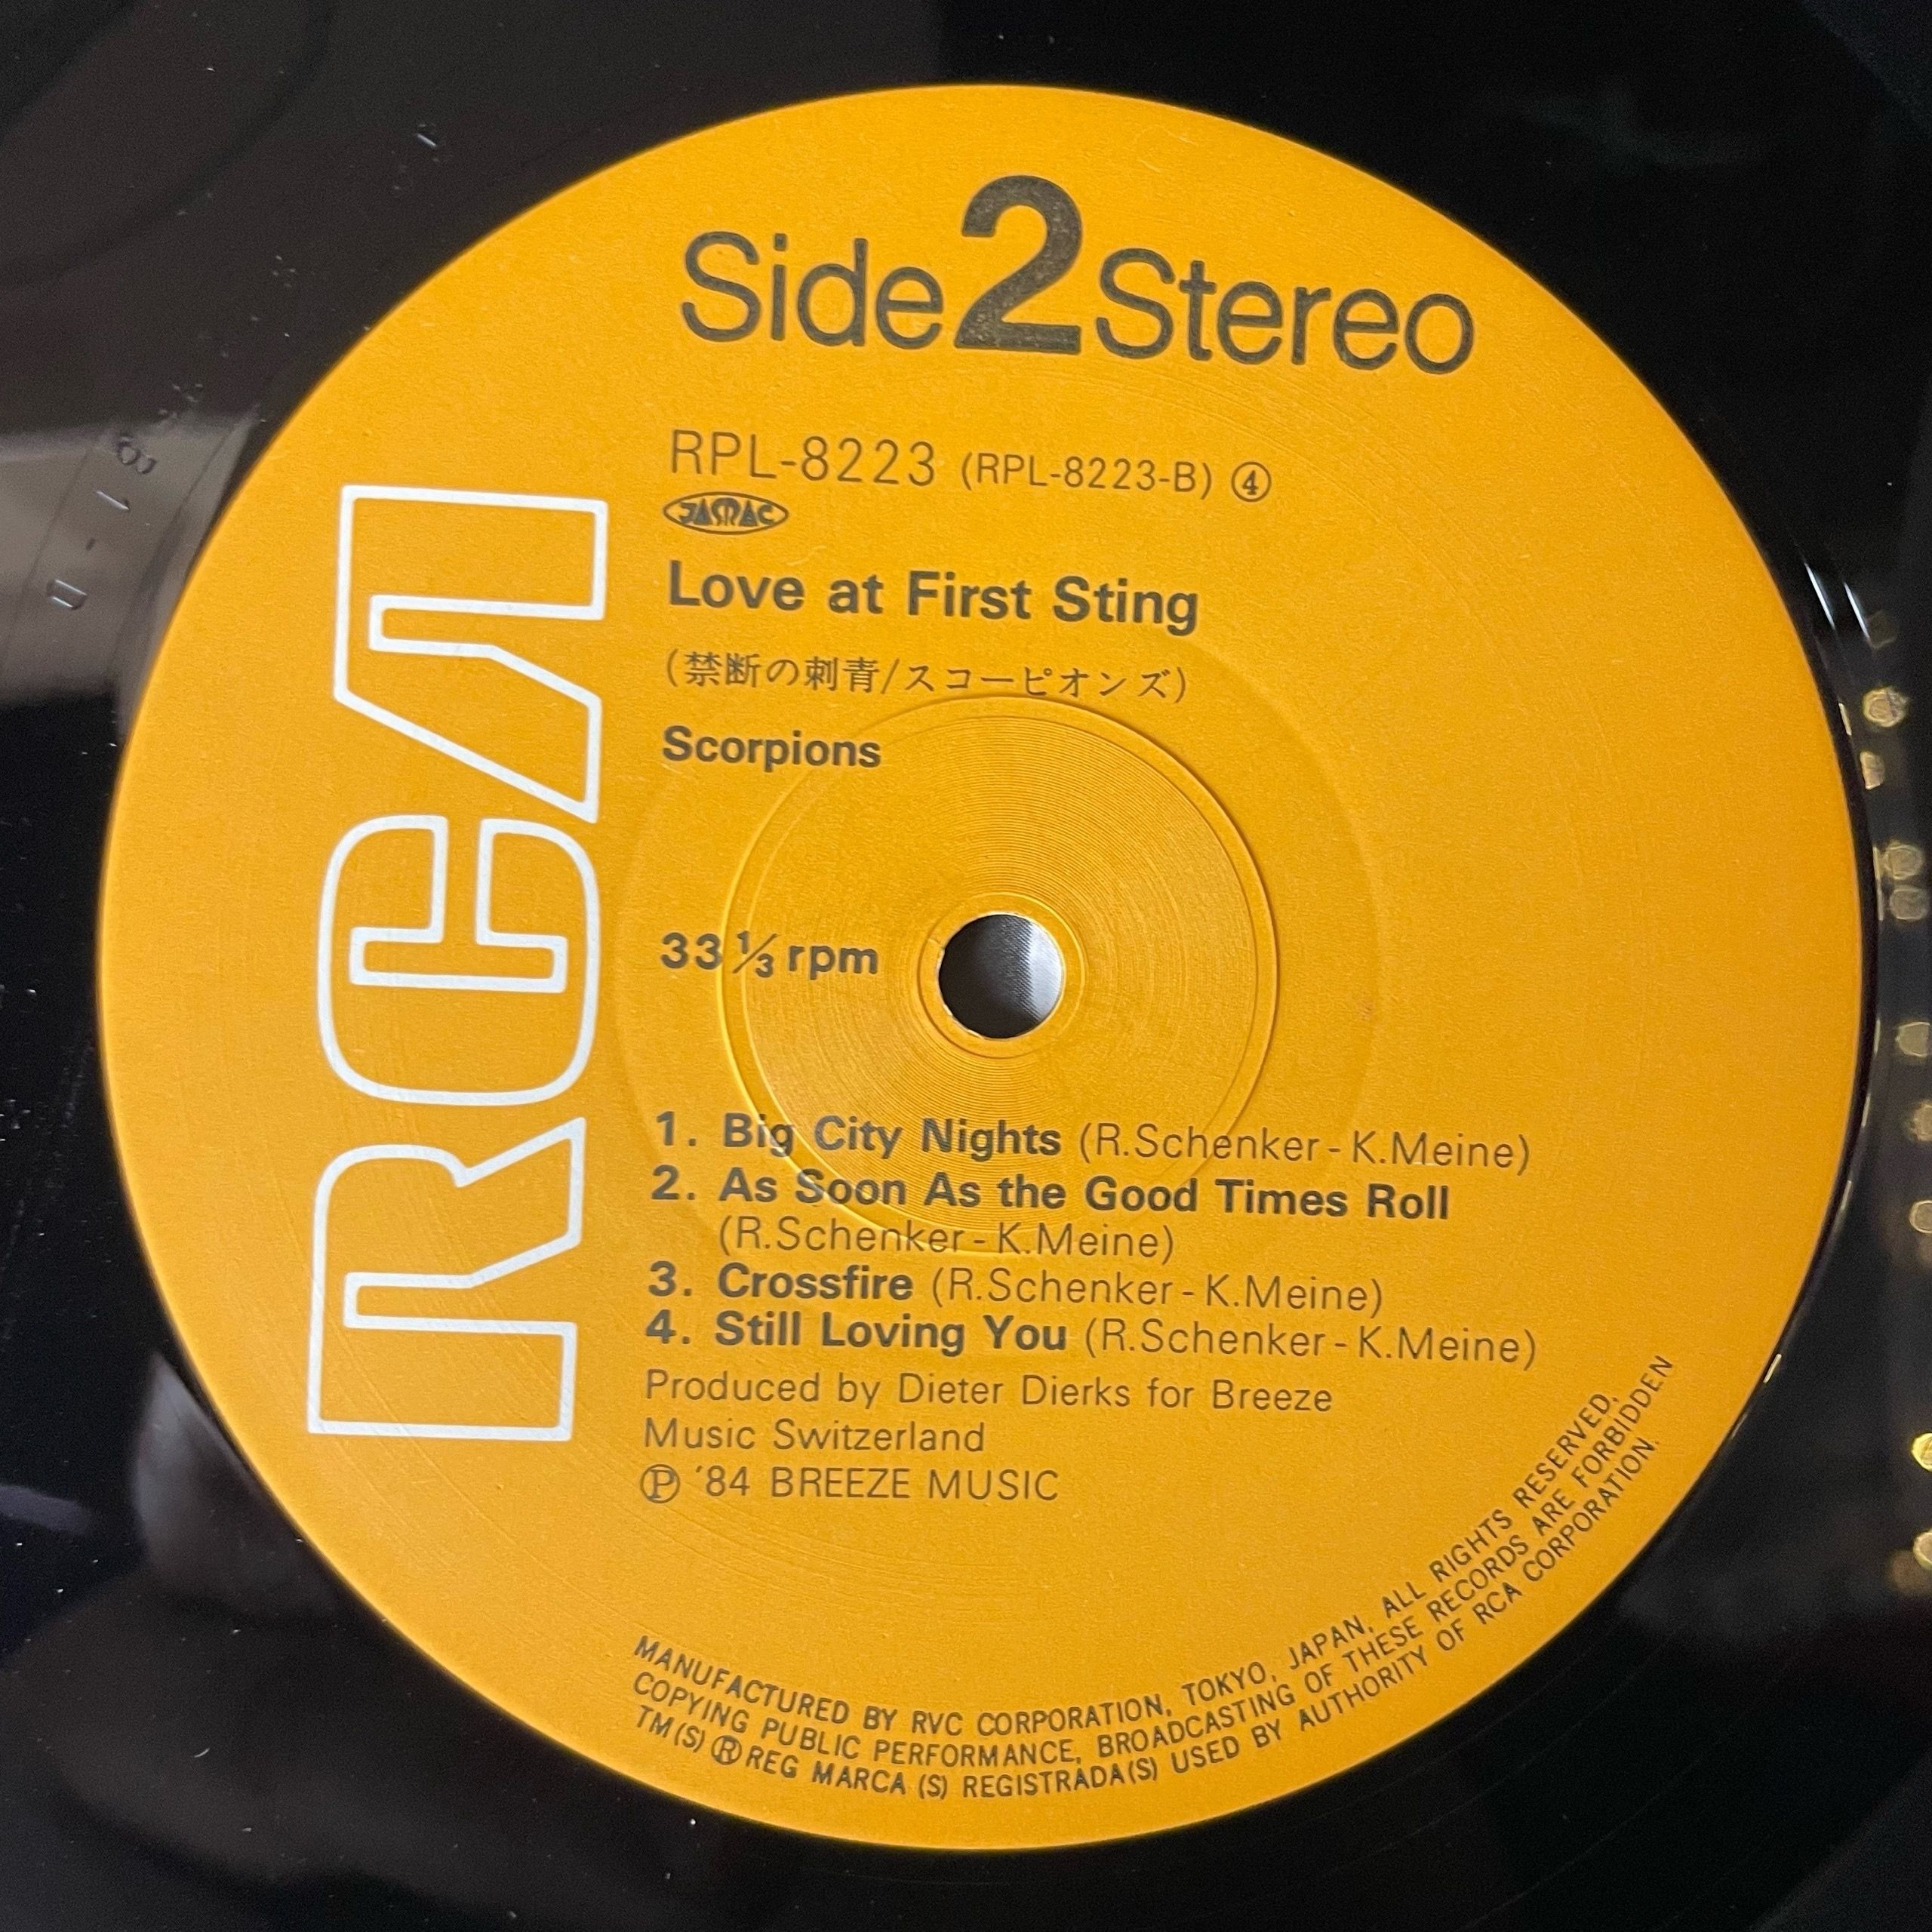 Side 2 Stereo
RPL-8223 (RPL-8223-B) ④
JAMAC
Love at First Sting
(禁断の刺青/スコーピオンズ)
Scorpions
RCA
33 1/3 rpm
1. Big City Nights (R.Schenker - K.Meine)
2. As Soon As the Good Times Roll
(R.Schenker - K.Meine)
3. Crossfire (R.Schenker - K.Meine)
4. Still Loving You (R.Schenker - K.Meine)
Produced by Dieter Dierks for Breeze
Music Switzerland
Ⓟ '84 BREEZE MUSIC
MANUFACTURED BY RVC CORPORATION, TOKYO, JAPAN, ALL RIGHTS RESERVED,
COPYING PUBLIC PERFORMANCE, BROADCASTING OF THESE RECORDS ARE FORBIDDEN
TM(S) ® REG MARCA (S) REGISTRADA(S) USED BY AUTHORITY OF RCA CORPORATION.